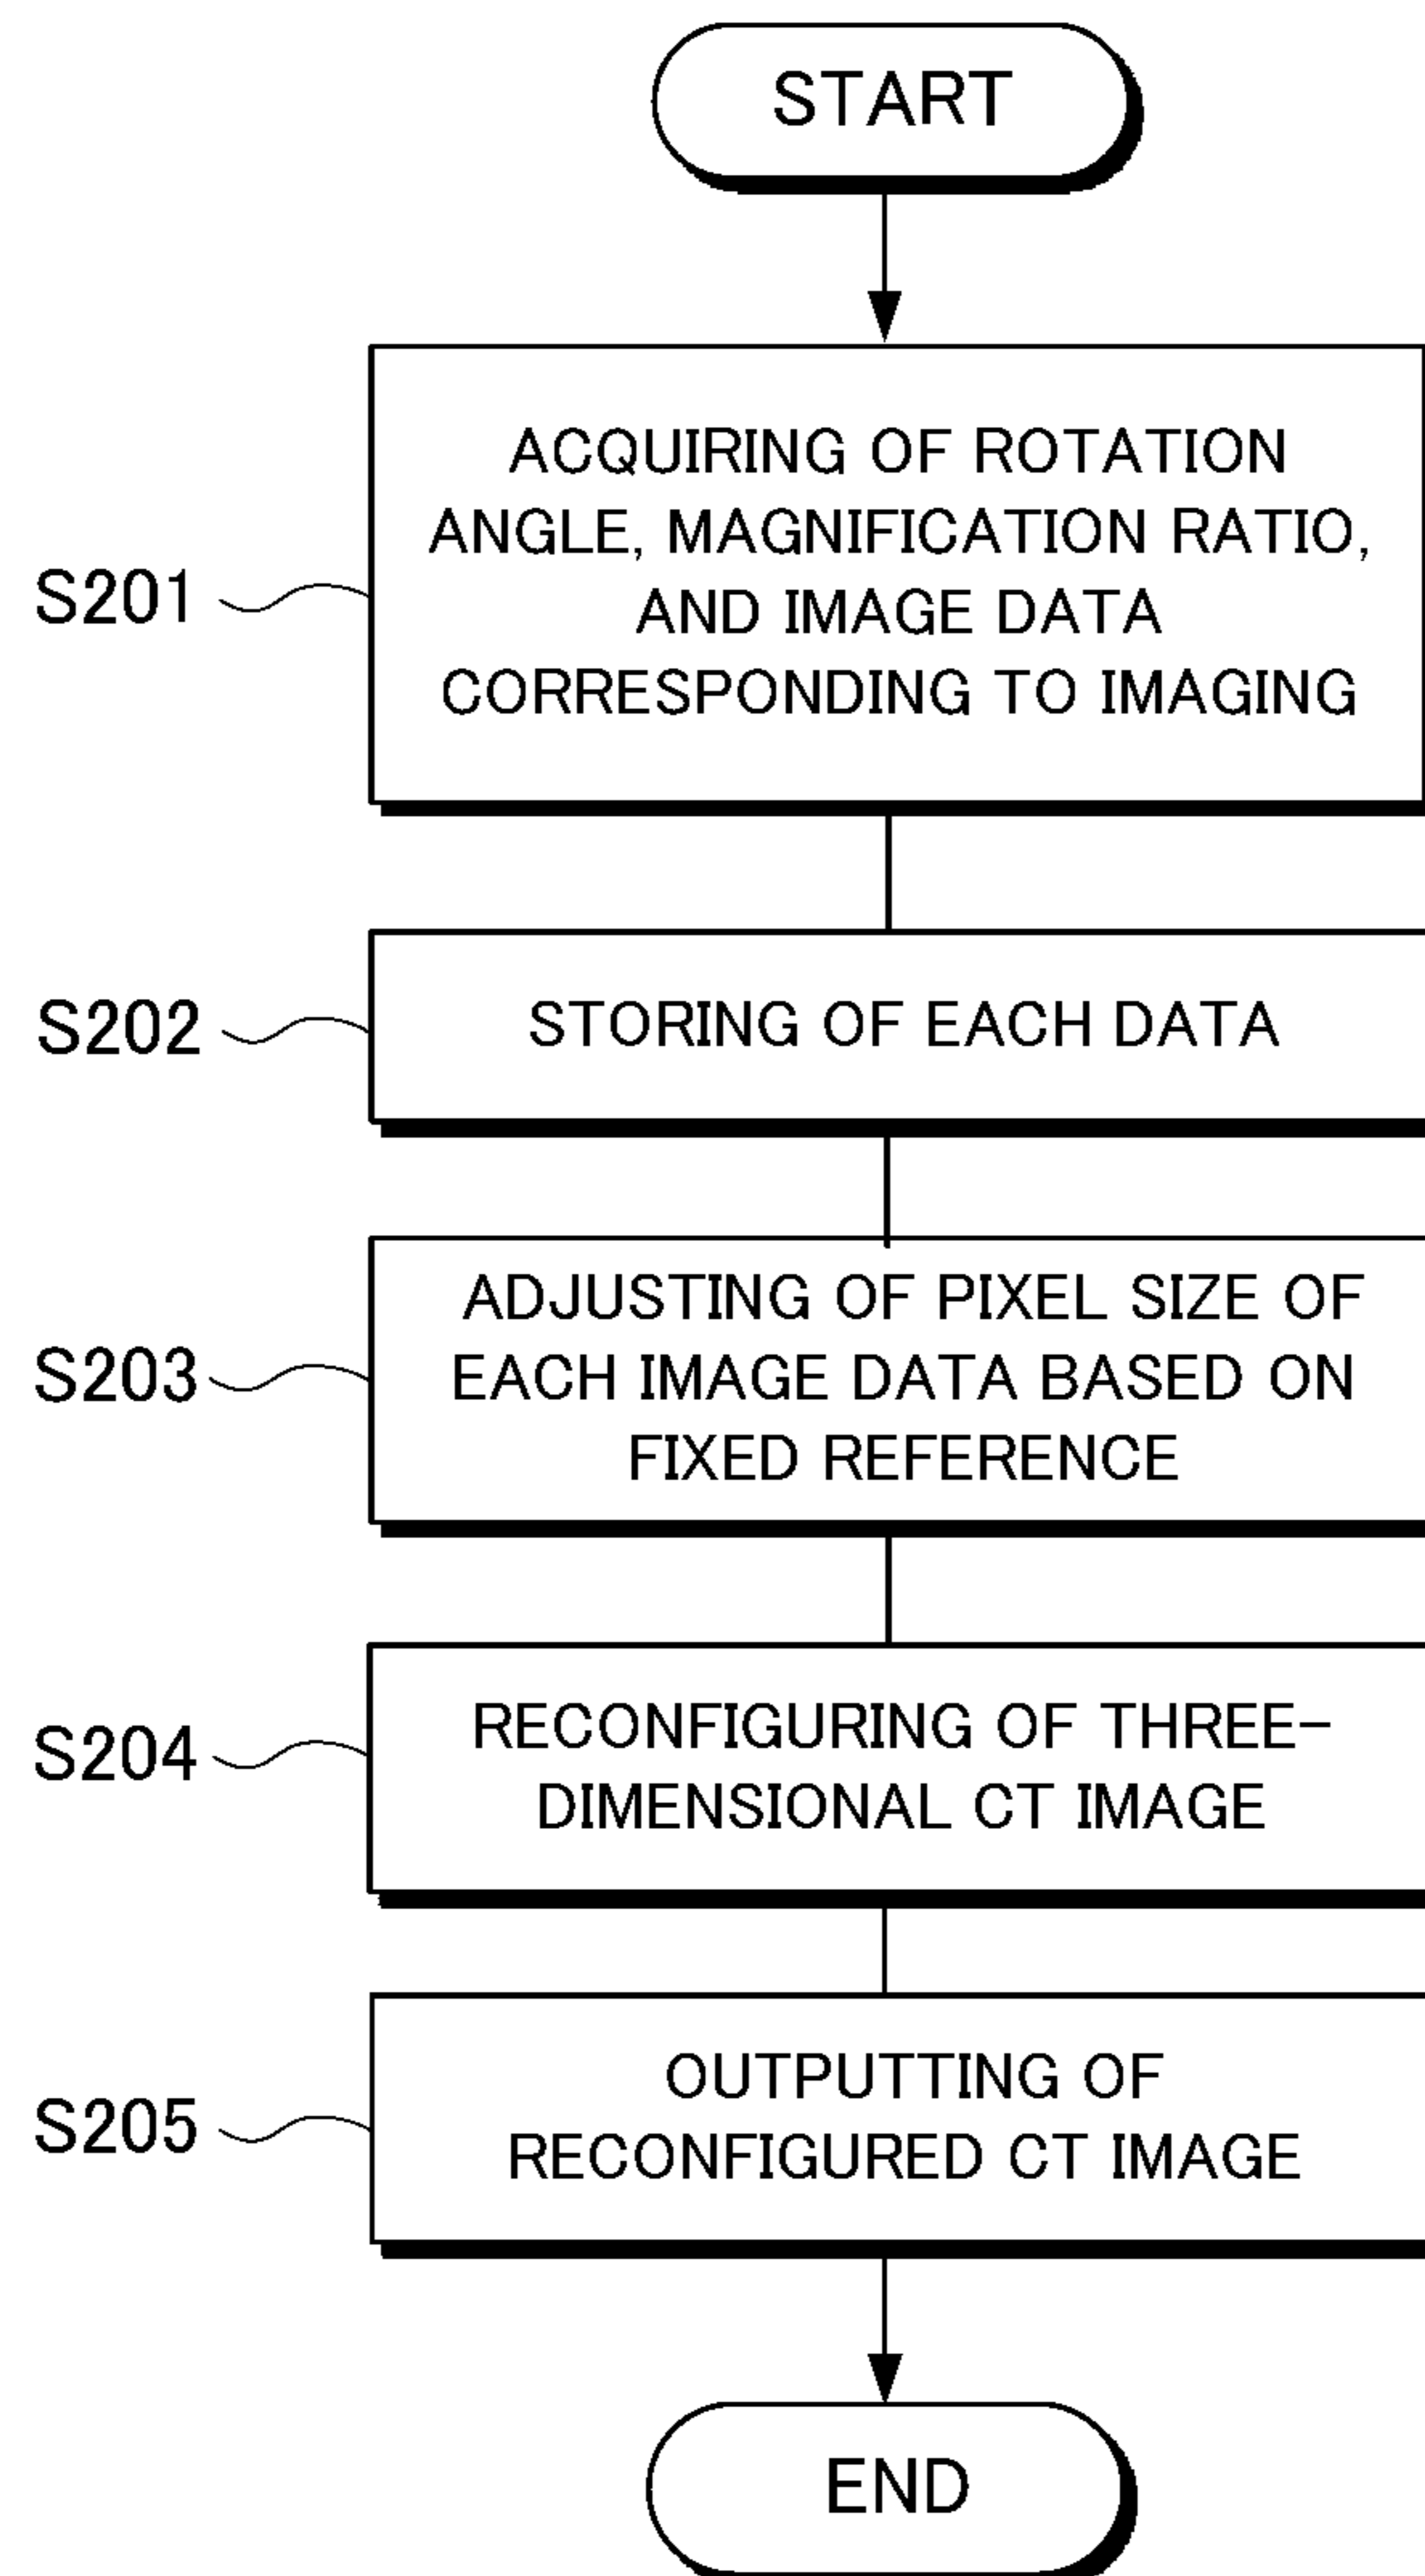 START
S201
ACQUIRING OF ROTATION
ANGLE, MAGNIFICATION RATIO,
AND IMAGE DATA
CORRESPONDING TO IMAGING
S202
STORING OF EACH DATA
S203
ADJUSTING OF PIXEL SIZE OF
EACH IMAGE DATA BASED ON
FIXED REFERENCE
S204
RECONFIGURING OF THREE-
DIMENSIONAL CT IMAGE
S205
OUTPUTTING OF
RECONFIGURED CT IMAGE
END